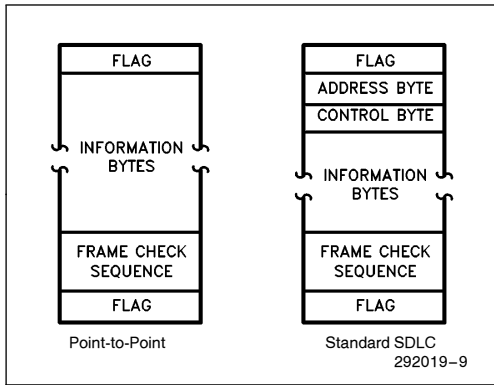 FLAG
INFORMATION
BYTES
FRAME CHECK
SEQUENCE
FLAG
Point-to-Point
FLAG
ADDRESS BYTE
CONTROL BYTE
INFORMATION
BYTES
FRAME CHECK
SEQUENCE
FLAG
Standard SDLC
292019–9